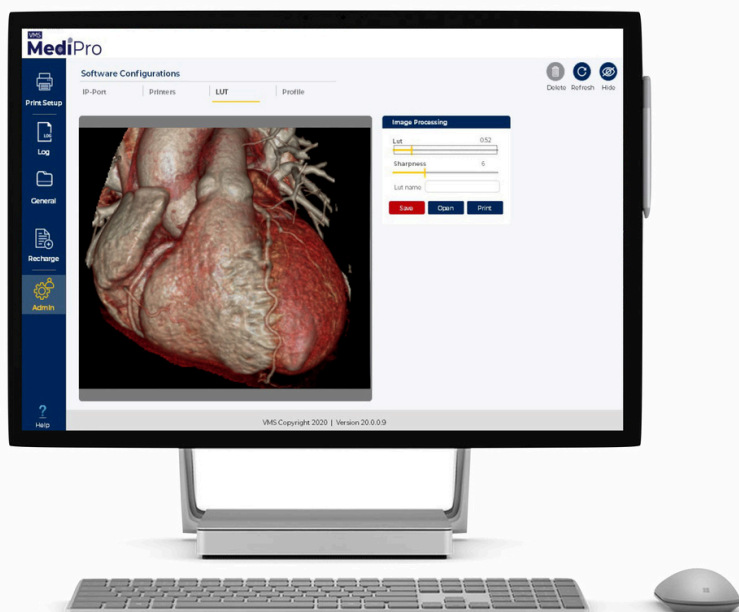 VMS
MediPro
Software Configurations
IP-Port
Primers
LUT
Profile
Delete
Refresh
Hide
Print Setup
LOG
Log
General
Recharge
Admin
?
Help
Image Processing
Lut
0:52
Sharpness
6
Lut name
Save
Open
Print
VMS Copyright 2020 | Version 20.0.0.9